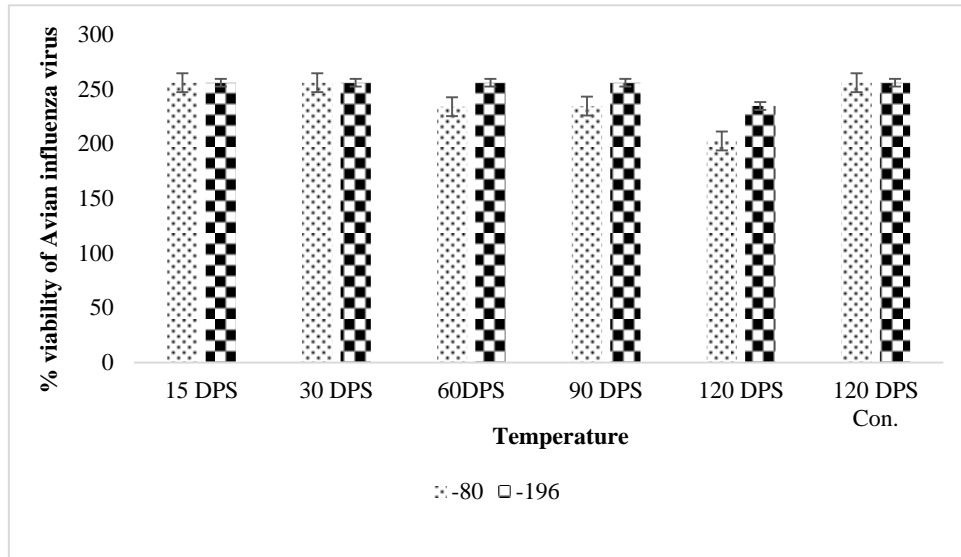 % viability of Avian influenza virus
300
250
200
150
100
50
0
15 DPS
30 DPS
60DPS
90 DPS
120 DPS
120 DPS
Con.
Temperature
-80
-196